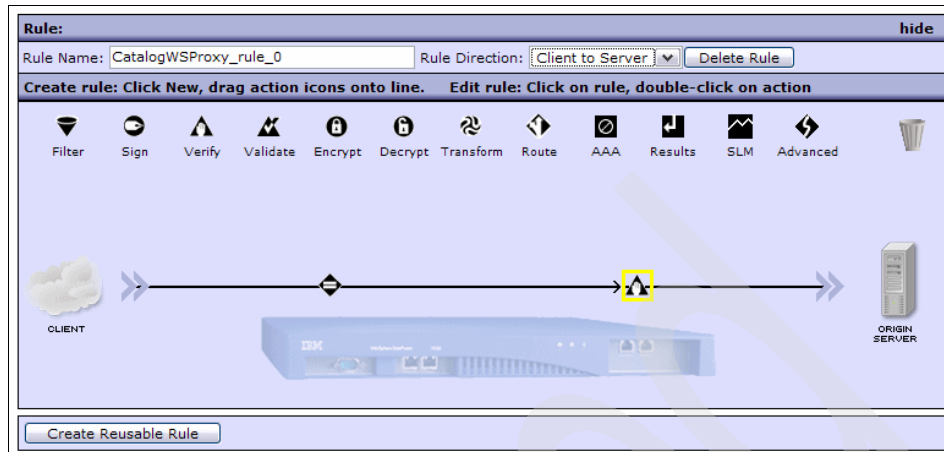 Rule: hide
Rule Name: CatalogWSProxy_rule_0 Rule Direction: Client to Server Delete Rule
Create rule: Click New, drag action icons onto line. Edit rule: Click on rule, double-click on action
Filter Sign Verify Validate Encrypt Decrypt Transform Route AAA Results SLM Advanced
CLIENT
ORIGIN
SERVER
IBM
Create Reusable Rule